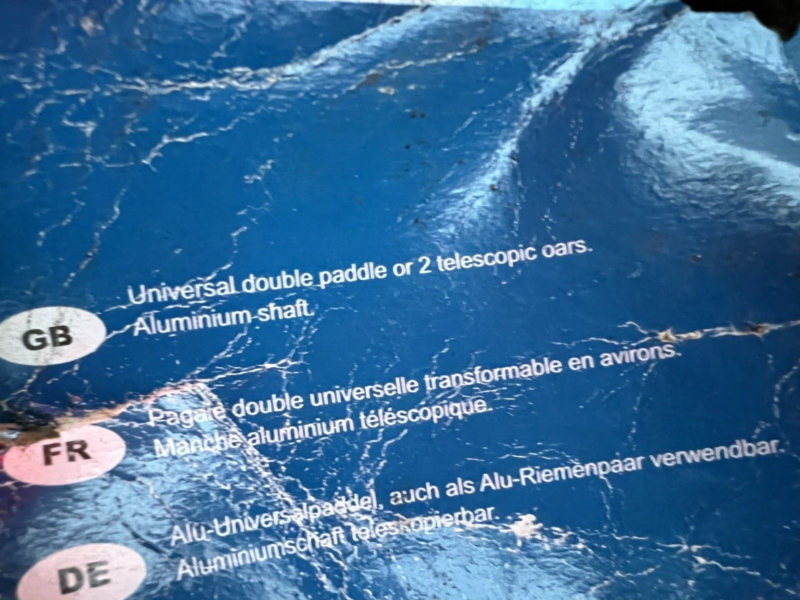 GB
Universal double paddle or 2 telescopic oars.
Aluminium shaft.
FR
Pagaie double universelle transformable en avirons.
Manche aluminium téléscopique.
DE
Alu-Universalpaddel, auch als Alu-Riemenpaar verwendbar.
Aluminiumschaft teleskopierbar.